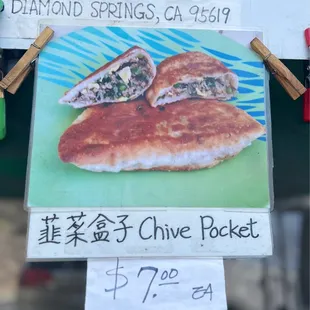 DIAMOND SPRINGS, CA 95619
韮菜盒子 Chive Pocket
$7.00 EA